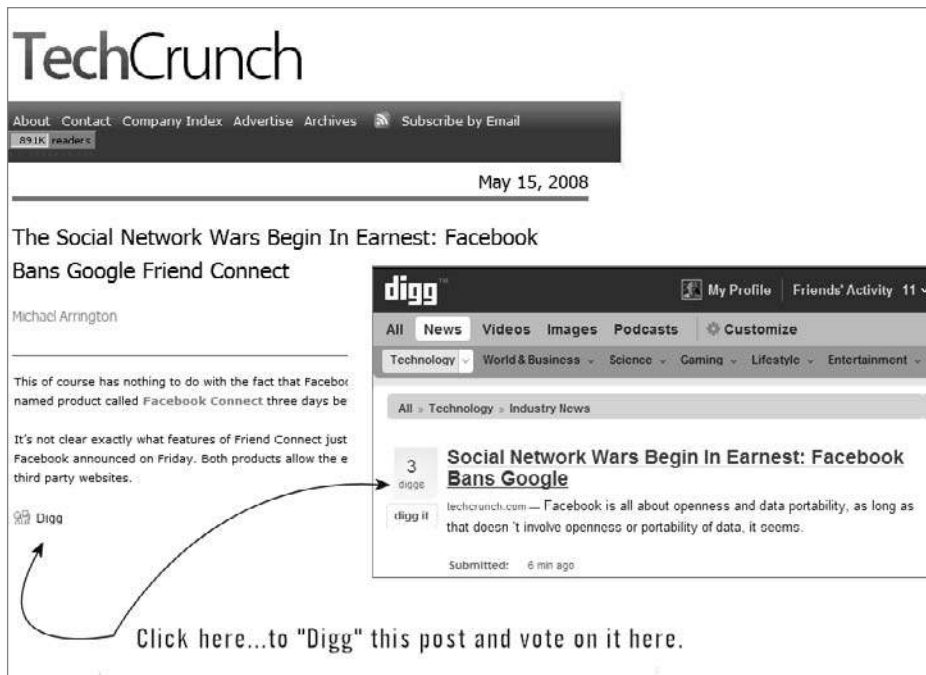 TechCrunch
About Contact Company Index Advertise Archives Subscribe by Email
891K readers
May 15, 2008
The Social Network Wars Begin In Earnest: Facebook
Bans Google Friend Connect
Michael Arrington
This of course has nothing to do with the fact that
named product called Facebook Connect three days
It's not clear exactly what features of Friend Connect just
Facebook announced on Friday. Both products allow the
third party websites.
Digg
digg™
My Profile Friends' Activity 11
All News Videos Images Podcasts Customize
Technology World & Business Science Gaming Lifestyle Entertainment
All » Technology » Industry News
3
diggs
digg it
Social Network Wars Begin In Earnest: Facebook
Bans Google
techcrunch.com — Facebook is all about openness and data portability, as long as
that doesn 't involve openness or portability of data, it seems.
Submitted: 6 min ago
Click here...to "Digg" this post and vote on it here.